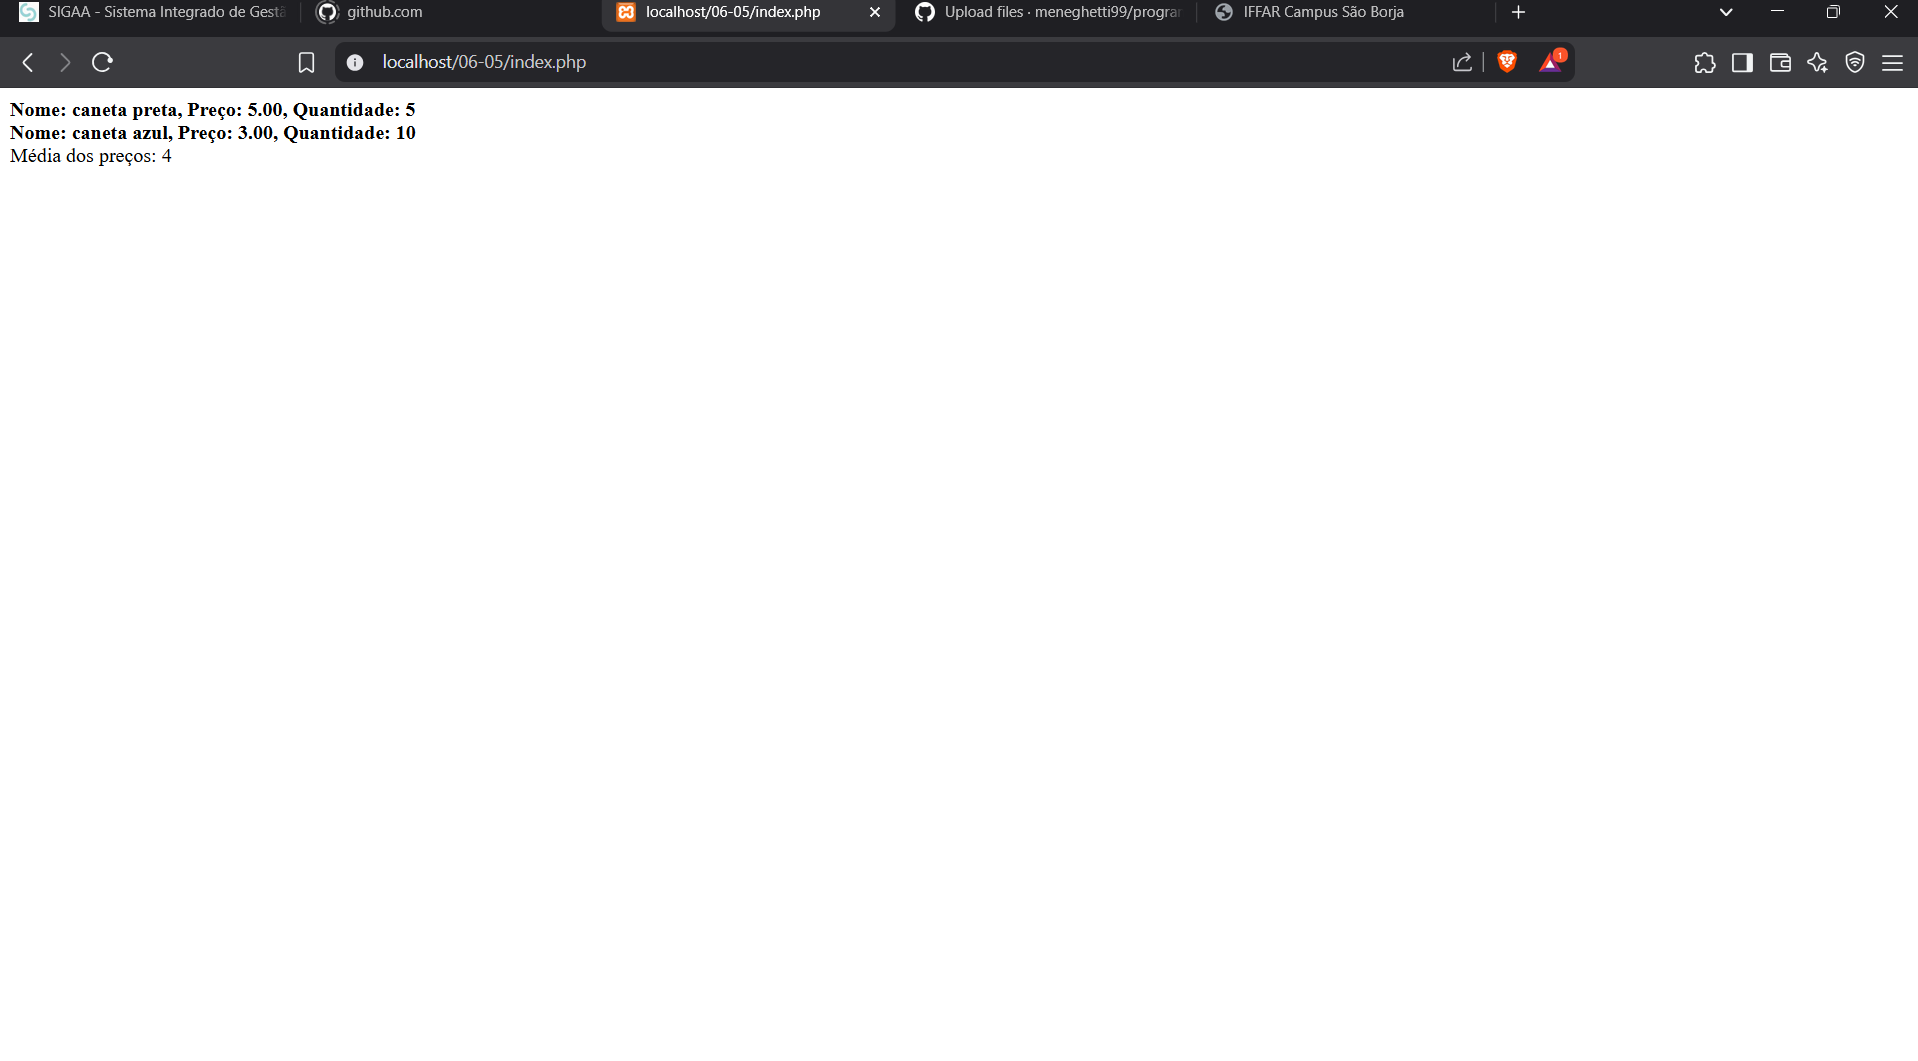 SIGAA - Sistema Integrado de Gestã
github.com
localhost/06-05/index.php
Upload files · meneghetti99/program
IFFAR Campus São Borja
localhost/06-05/index.php
1
Nome: caneta preta, Preço: 5.00, Quantidade: 5
Nome: caneta azul, Preço: 3.00, Quantidade: 10
Média dos preços: 4